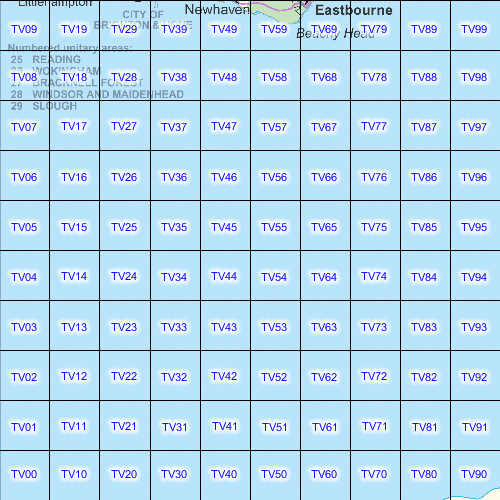 Littlehampton
CITY OF
BRIGHTON & HOVE
Newhaven
Eastbourne
Beachy Head
TV09 TV19 TV29 TV39 TV49 TV59 TV69 TV79 TV89 TV99
Numbered unitary areas:
25 READING
26 WOKINGHAM
TV08 TV18 TV28 TV38 TV48 TV58 TV68 TV78 TV88 TV98
27 BRACKNELL FOREST
28 WINDSOR AND MAIDENHEAD
29 SLOUGH
TV07 TV17 TV27 TV37 TV47 TV57 TV67 TV77 TV87 TV97
TV06 TV16 TV26 TV36 TV46 TV56 TV66 TV76 TV86 TV96
TV05 TV15 TV25 TV35 TV45 TV55 TV65 TV75 TV85 TV95
TV04 TV14 TV24 TV34 TV44 TV54 TV64 TV74 TV84 TV94
TV03 TV13 TV23 TV33 TV43 TV53 TV63 TV73 TV83 TV93
TV02 TV12 TV22 TV32 TV42 TV52 TV62 TV72 TV82 TV92
TV01 TV11 TV21 TV31 TV41 TV51 TV61 TV71 TV81 TV91
TV00 TV10 TV20 TV30 TV40 TV50 TV60 TV70 TV80 TV90